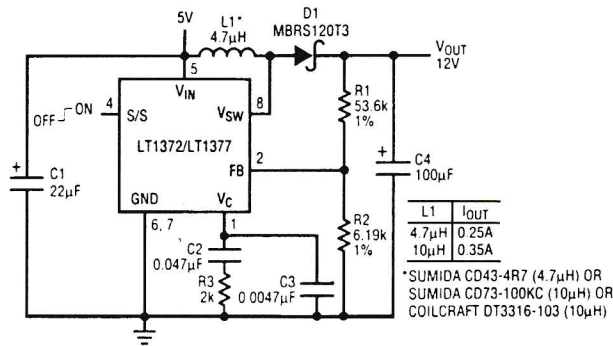 5V
L1*
4.7µH
D1
MBRS120T3
VOUT
12V
5
VIN
ON
OFF
4
S/S
VSW
8
R1
53.6k
1%
LT1372/LT1377
FB
2
+
C1
22µF
+
C4
100µF
GND
VC
6, 7
1
R2
6.19k
1%
C2
0.047µF
R3
2k
C3
0.0047µF
L1 IOUT
4.7µH 0.25A
10µH 0.35A
*SUMIDA CD43-4R7 (4.7µH) OR
SUMIDA CD73-100KC (10µH) OR
COILCRAFT DT3316-103 (10µH)